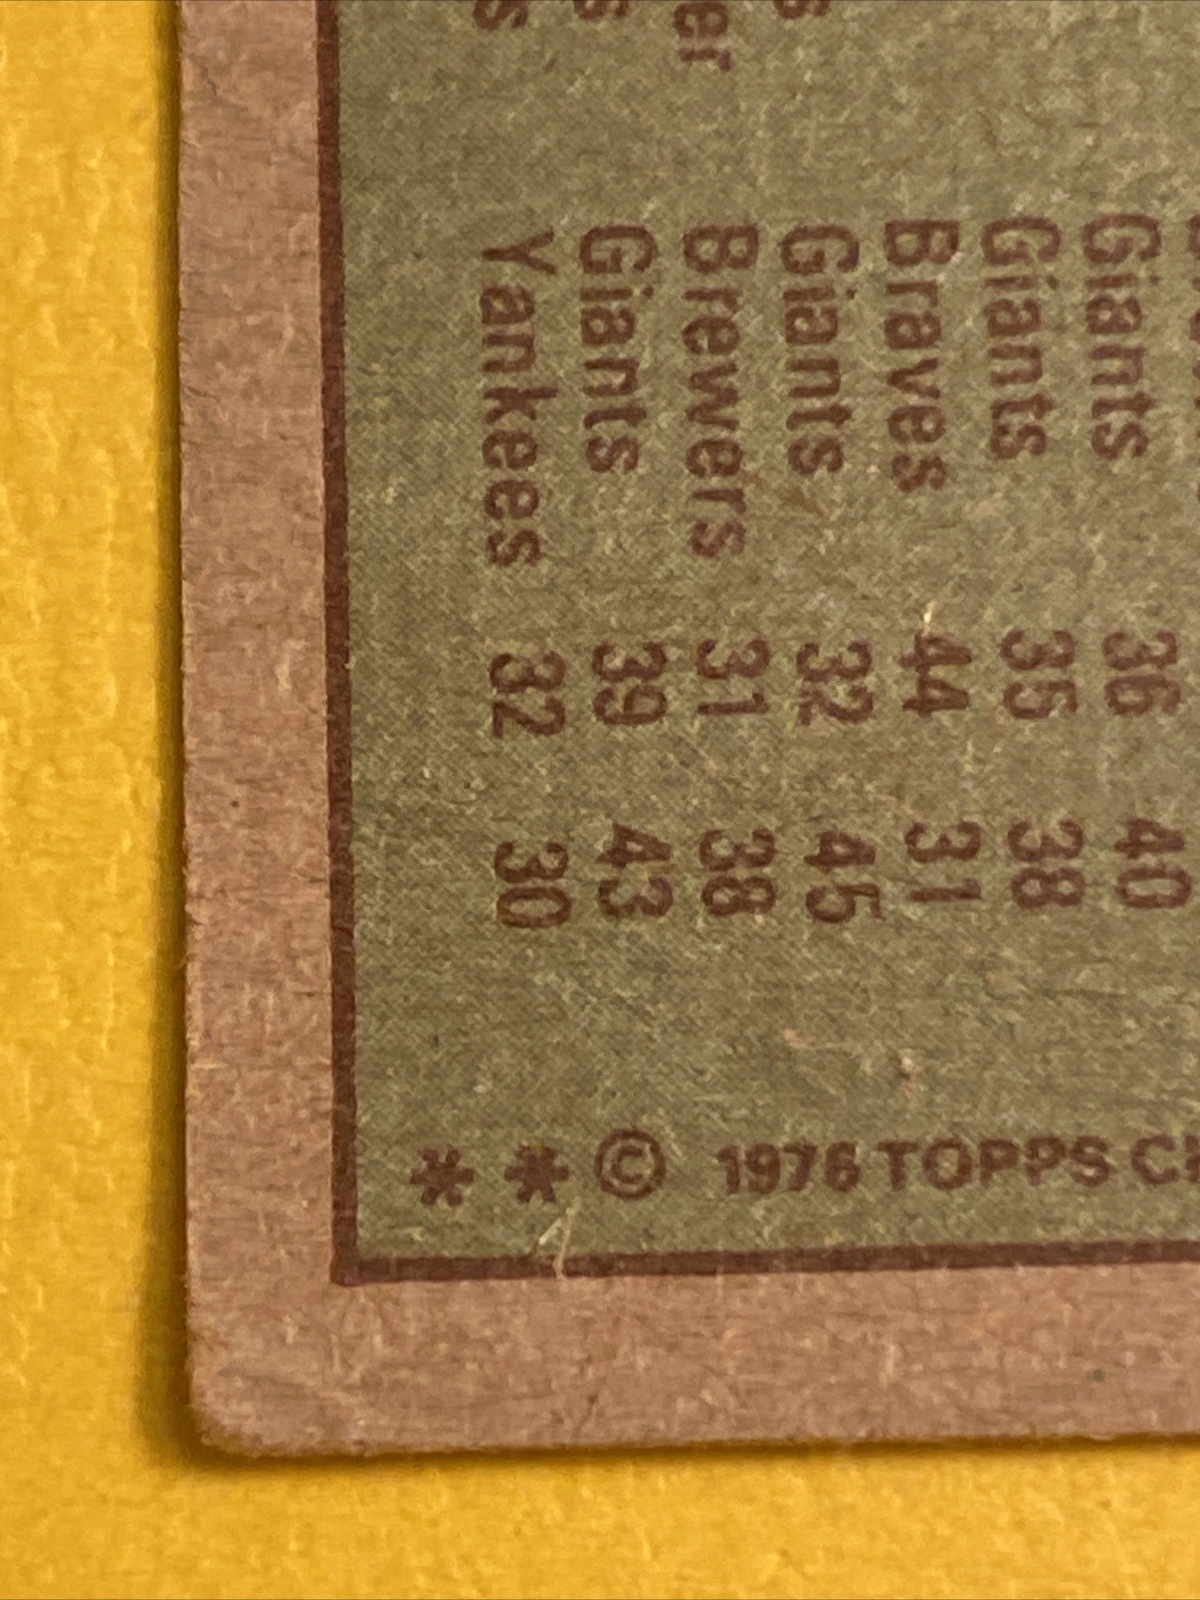 Giants 36 40
Giants 35 38
Braves 44 31
Giants 32 45
Brewers 31 38
Giants 39 43
Yankees 32 30
* * © 1976 TOPPS